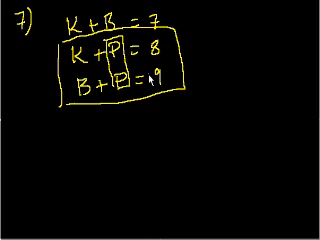 7) K + B = 7
K + P = 8
B + P = 9